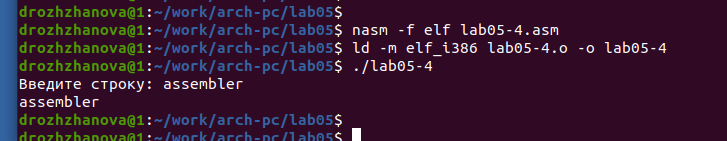 drozhzhanova@1:~/work/arch-pc/lab05$
drozhzhanova@1:~/work/arch-pc/lab05$ nasm -f elf lab05-4.asm
drozhzhanova@1:~/work/arch-pc/lab05$ ld -m elf_i386 lab05-4.o -o lab05-4
drozhzhanova@1:~/work/arch-pc/lab05$ ./lab05-4
Введите строку: assembler
assembler
drozhzhanova@1:~/work/arch-pc/lab05$
drozhzhanova@1:~/work/arch-pc/lab05$